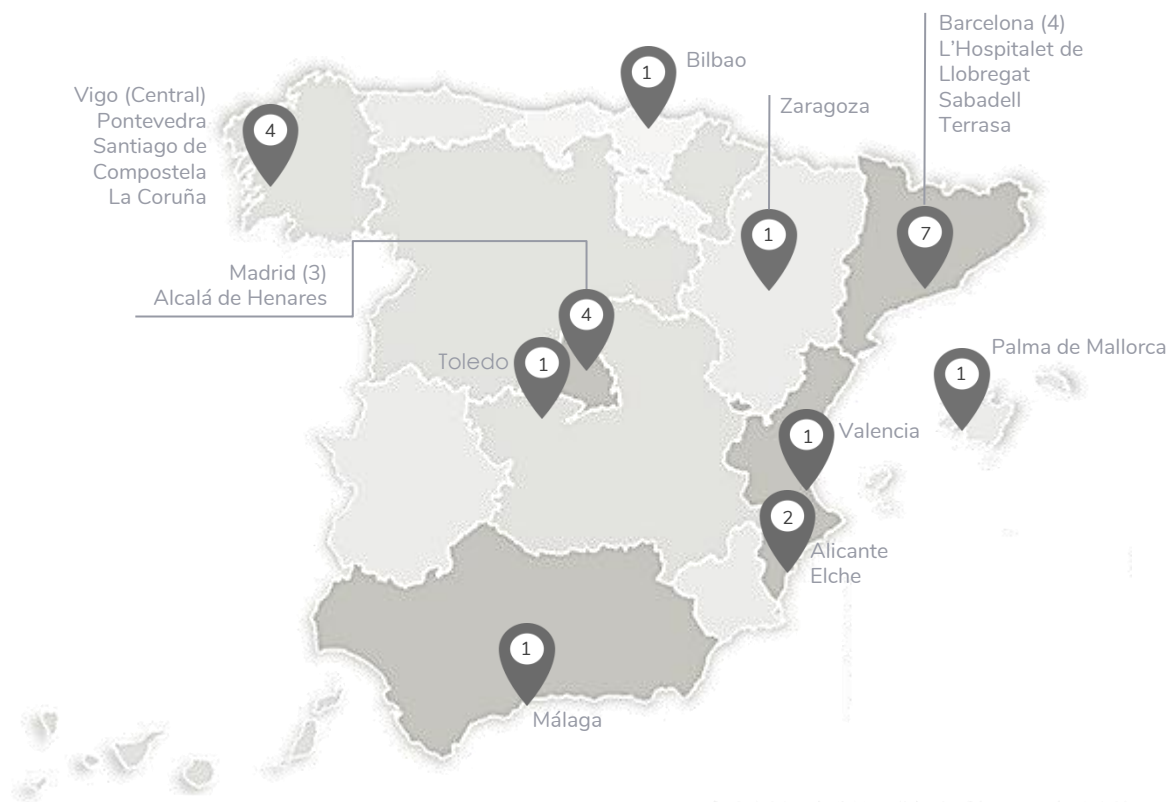 Barcelona (4)
L'Hospitalet de
Llobregat
Sabadell
Terrasa
7
Bilbao
1
Vigo (Central)
Pontevedra
Santiago de
Compostela
La Coruña
4
Zaragoza
1
Madrid (3)
Alcalá de Henares
4
Toledo
1
Palma de Mallorca
1
Valencia
1
2
Alicante
Elche
1
Málaga